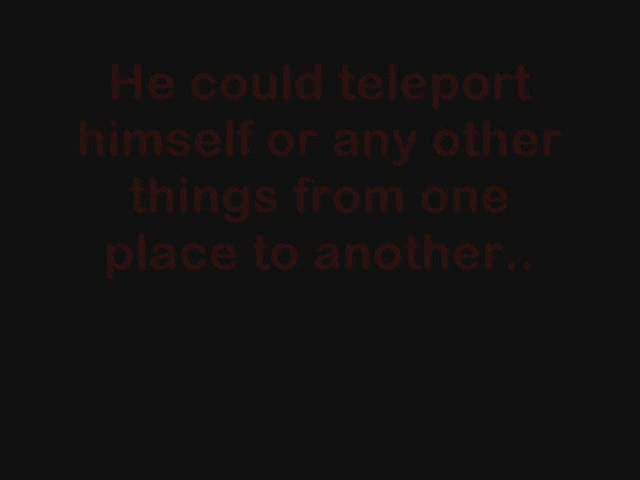 He could teleport
himself or any other
things from one
place to another..